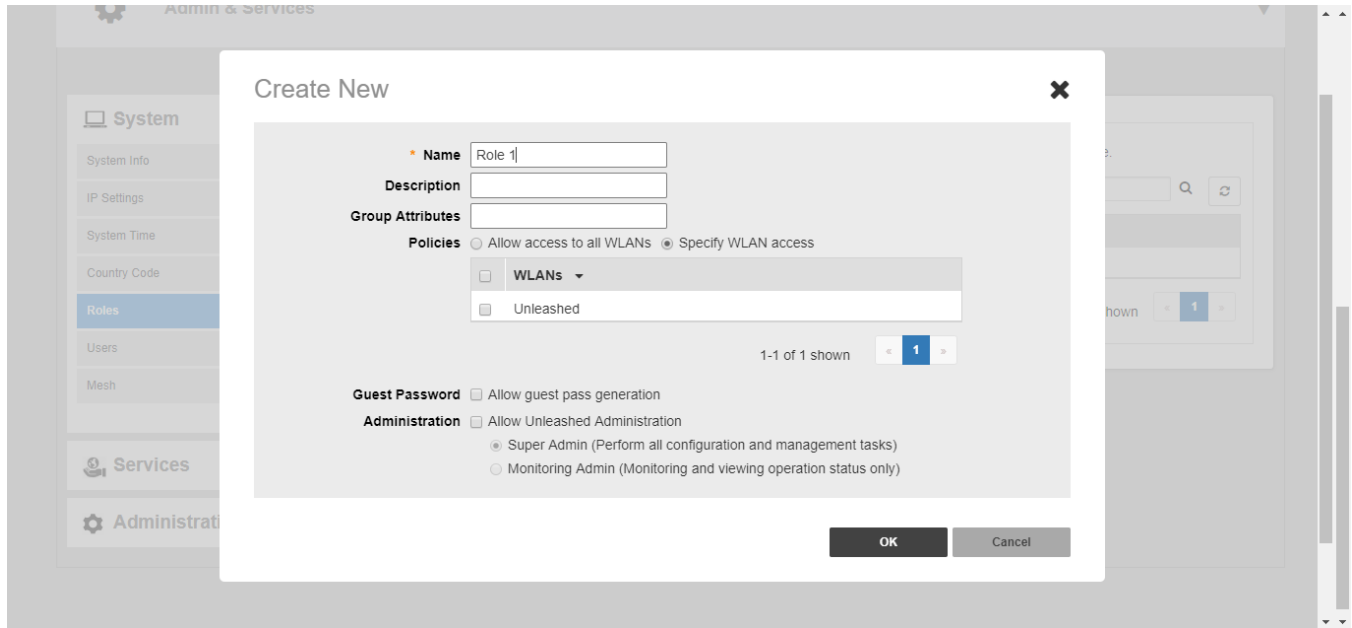 Admin & Services
Create New
System
* Name Role 1
System Info
e.
Description
IP Settings
Group Attributes
System Time
Policies Allow access to all WLANs Specify WLAN access
WLANs
Country Code
Roles
Unleashed
hown « 1 »
Users
1-1 of 1 shown « 1 »
Mesh
Guest Password Allow guest pass generation
Administration Allow Unleashed Administration
Super Admin (Perform all configuration and management tasks)
Services
Monitoring Admin (Monitoring and viewing operation status only)
Administrati
OK Cancel